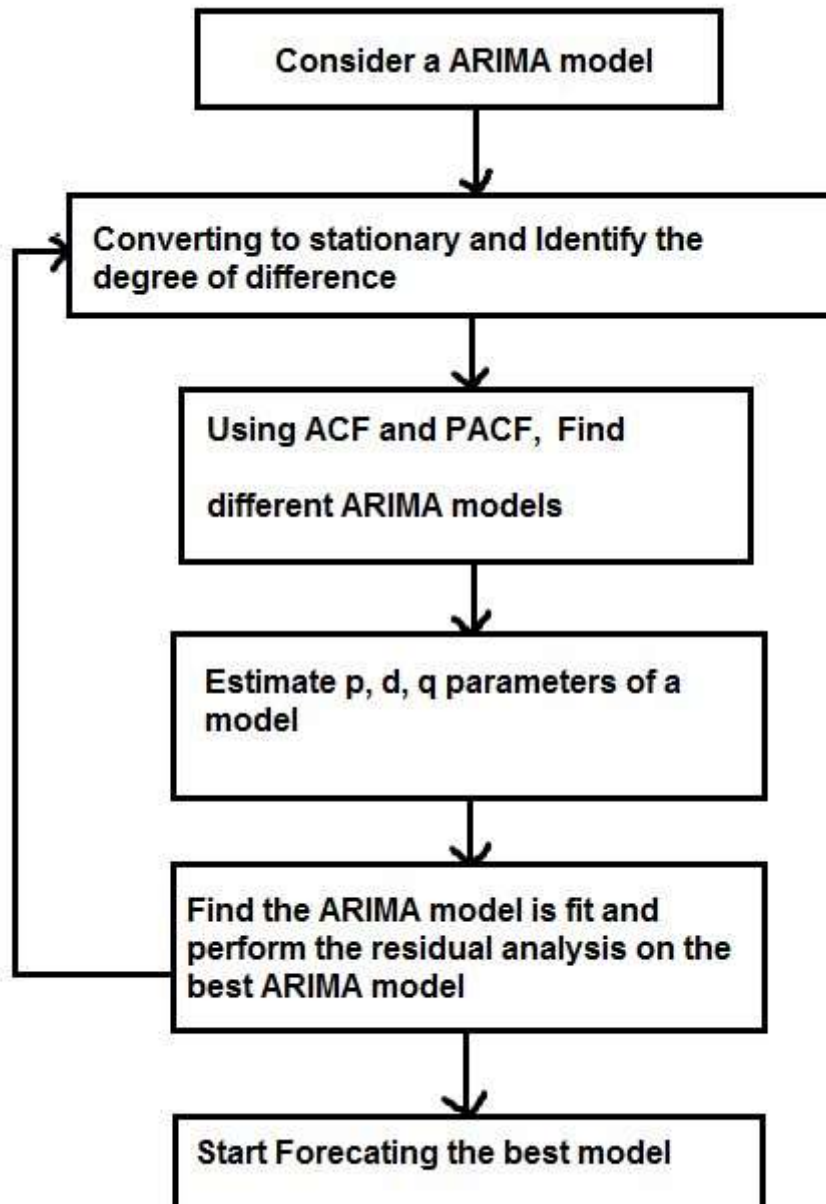 Consider a ARIMA model
Converting to stationary and Identify the
degree of difference
Using ACF and PACF, Find
different ARIMA models
Estimate p, d, q parameters of a
model
Find the ARIMA model is fit and
perform the residual analysis on the
best ARIMA model
Start Forecating the best model